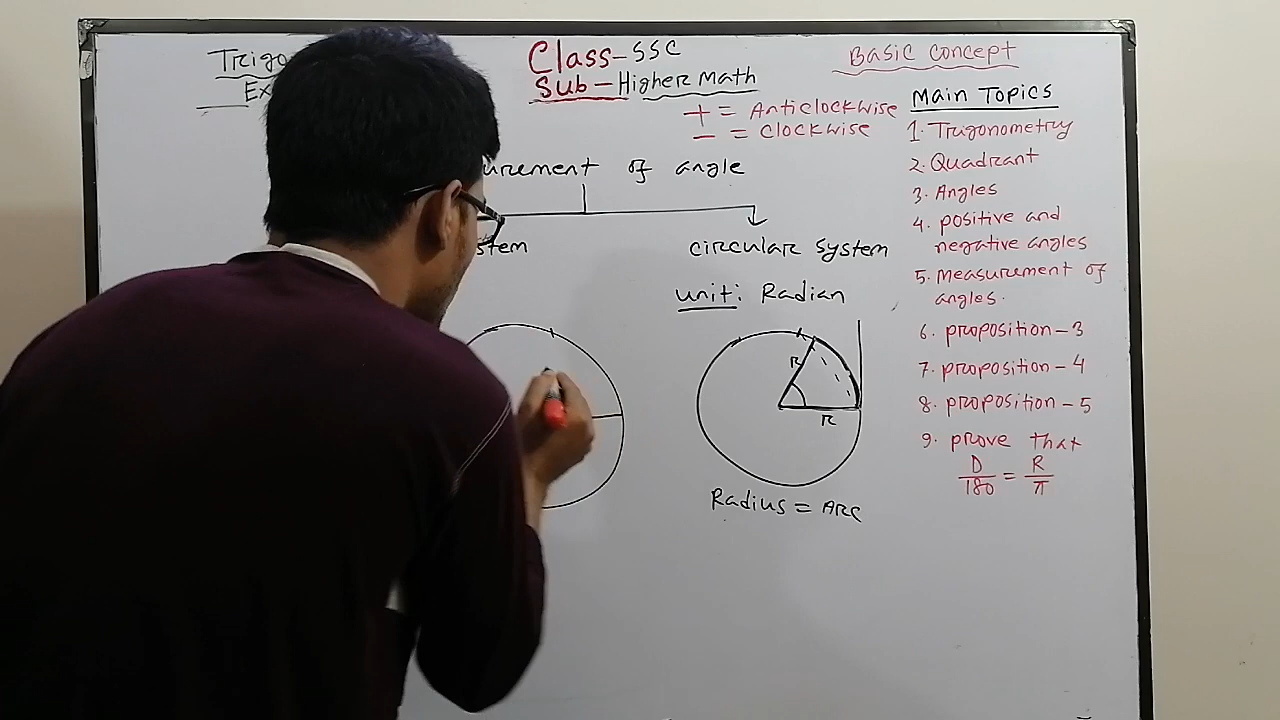 Class-SSC
Sub-Higher Math
+ = Anticlockwise
- = Clockwise
of angle
circular system
unit: Radian
R
R
Radius = ARC
Basic Concept
Main Topics
1. Trigonometry
2. Quadrant
3. Angles
4. positive and
negative angles
5. Measurement of
angles.
6. proposition-3
7. proposition-4
8. proposition-5
9. prove that
D/180 = R/π